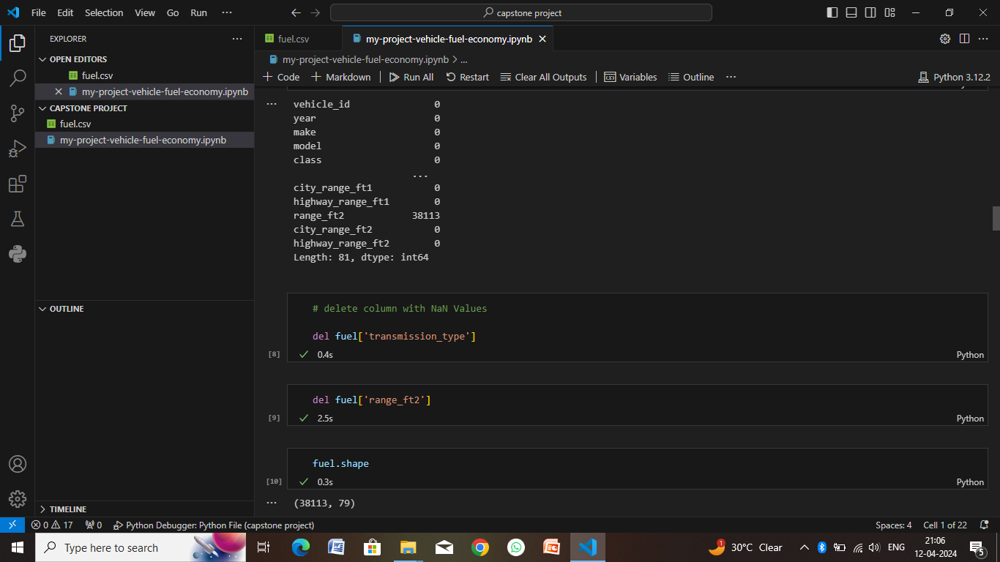 File Edit Selection View Go Run ··· capstone project
EXPLORER ···
OPEN EDITORS
fuel.csv
my-project-vehicle-fuel-economy.ipynb
CAPSTONE PROJECT
fuel.csv
my-project-vehicle-fuel-economy.ipynb
OUTLINE
TIMELINE
fuel.csv my-project-vehicle-fuel-economy.ipynb
my-project-vehicle-fuel-economy.ipynb > ...
+ Code + Markdown | Run All Restart Clear All Outputs | Variables Outline ··· Python 3.12.2
vehicle_id 0
year 0
make 0
model 0
class 0
...
city_range_ft1 0
highway_range_ft1 0
range_ft2 38113
city_range_ft2 0
highway_range_ft2 0
Length: 81, dtype: int64
# delete column with NaN Values
del fuel['transmission_type']
[8] 0.4s Python
del fuel['range_ft2']
[9] 2.5s Python
fuel.shape
[10] 0.3s Python
(38113, 79)
0 17 0 Python Debugger: Python File (capstone project) Spaces: 4 Cell 1 of 22
Type here to search 1 30°C Clear ENG 21:06
12-04-2024 5